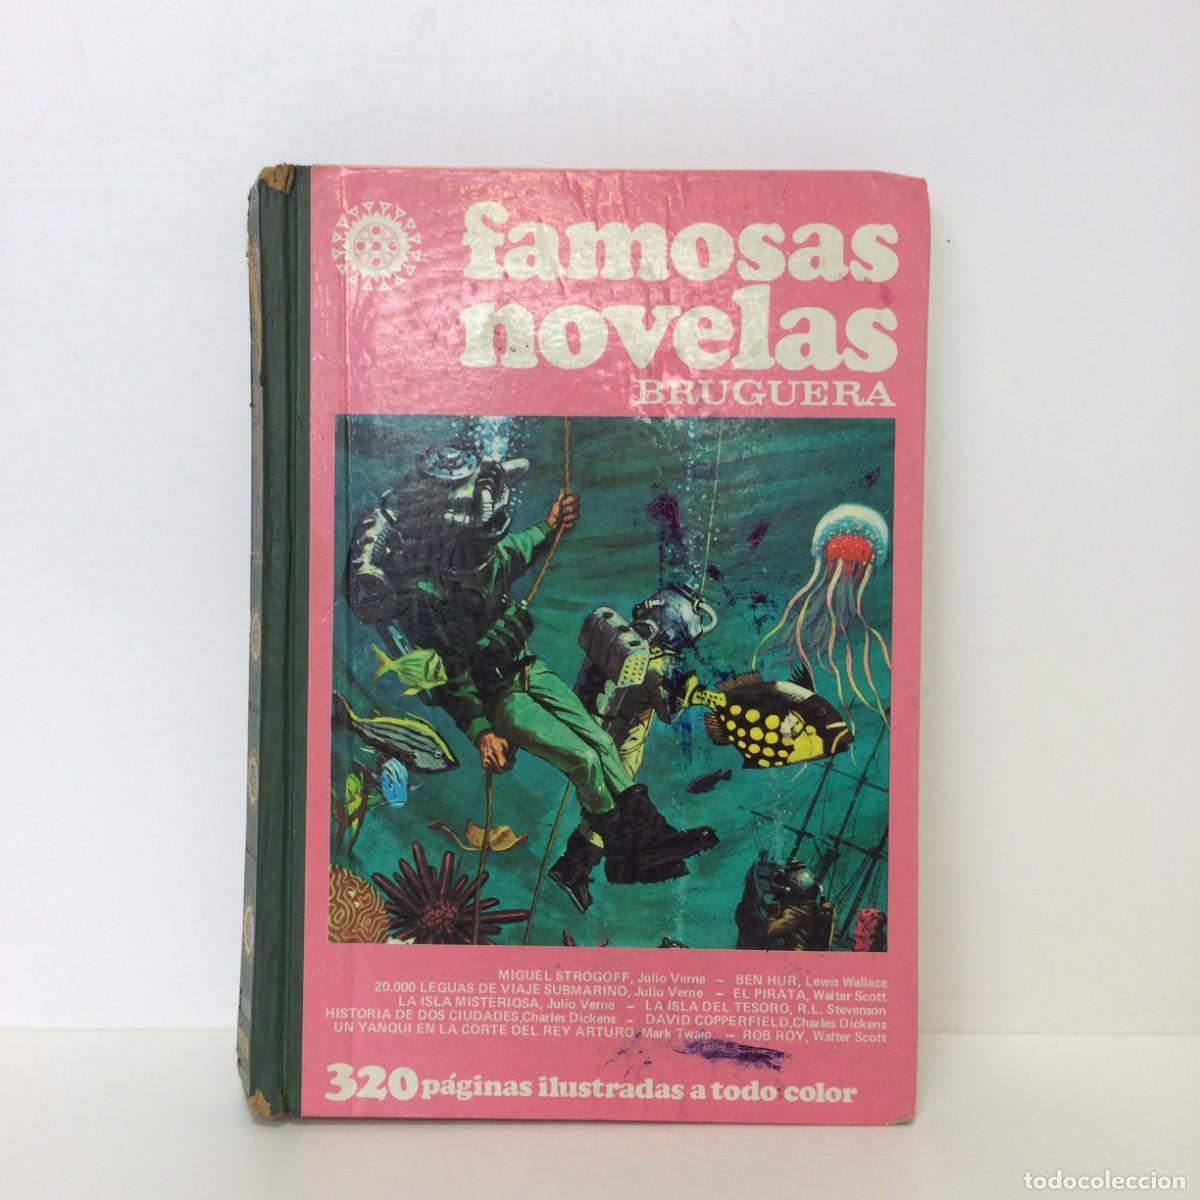 famosas
novelas
BRUGUERA
MIGUEL STROGOFF, Julio Verne – BEN HUR, Lewis Wallace
20.000 LEGUAS DE VIAJE SUBMARINO, Julio Verne – EL PIRATA, Walter Scott
LA ISLA MISTERIOSA, Julio Verne – LA ISLA DEL TESORO, R.L. Stevenson
HISTORIA DE DOS CIUDADES, Charles Dickens – DAVID COPPERFIELD, Charles Dickens
UN YANQUI EN LA CORTE DEL REY ARTURO, Mark Twain – ROB ROY, Walter Scott
320 páginas ilustradas a todo color
todocoleccion